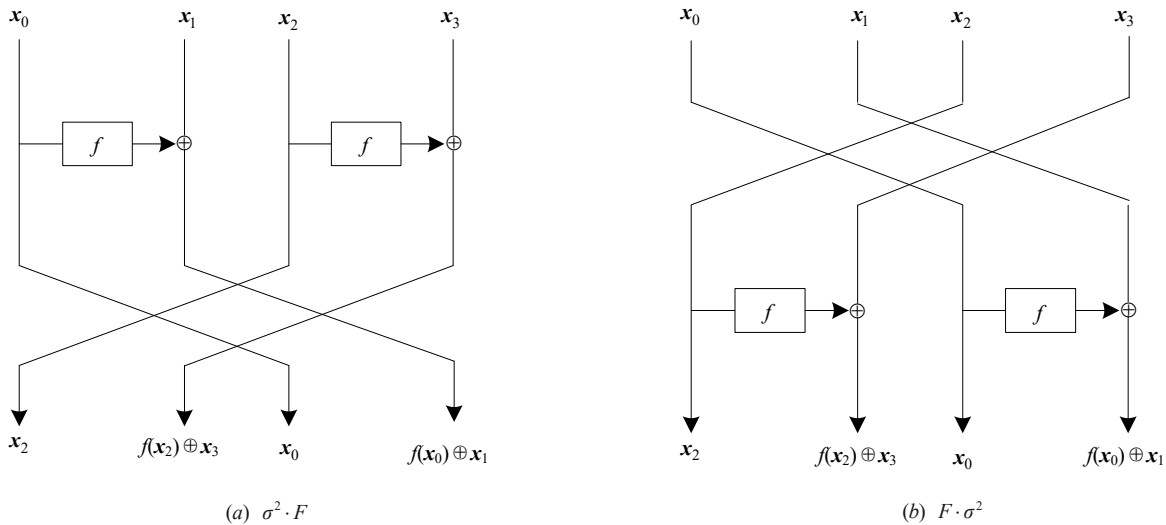 x₀ x₁ x₂ x₃
f ⊕ f ⊕
x₂ f(x₂)⊕x₃ x₀ f(x₀)⊕x₁
(a) σ² · F
x₀ x₁ x₂ x₃
f ⊕ f ⊕
x₂ f(x₂)⊕x₃ x₀ f(x₀)⊕x₁
(b) F · σ²